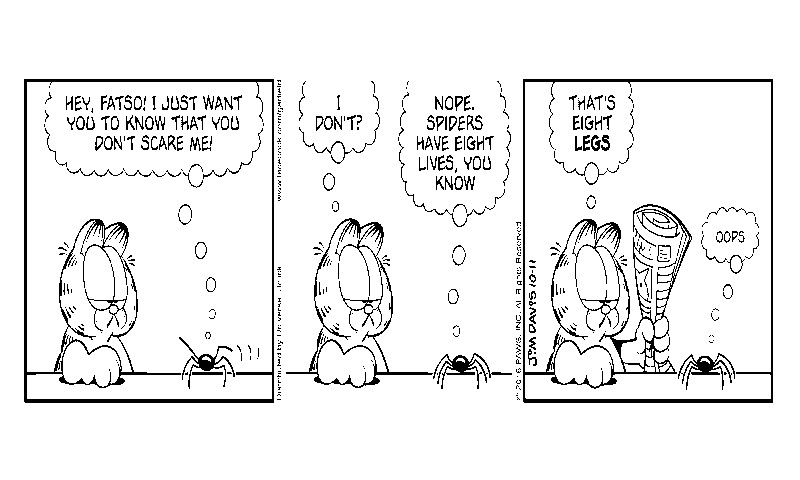 HEY, FATSO! I JUST WANT
YOU TO KNOW THAT YOU
DON'T SCARE ME!
I
DON'T?
NOPE.
SPIDERS
HAVE EIGHT
LIVES, YOU
KNOW
THAT'S
EIGHT
LEGS
OOPS
JIM DAVIS 10-11
© 2016 PAWS, INC. All Rights Reserved